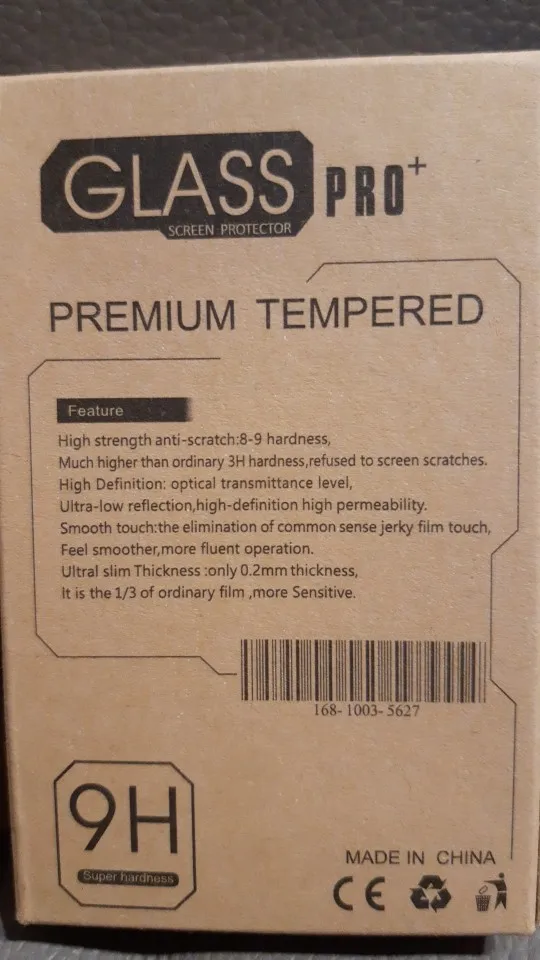 GLASS PRO+
SCREEN PROTECTOR
PREMIUM TEMPERED
Feature
High strength anti-scratch:8-9 hardness,
Much higher than ordinary 3H hardness,refused to screen scratches.
High Definition: optical transmittance level,
Ultra-low reflection,high-definition high permeability.
Smooth touch:the elimination of common sense jerky film touch,
Feel smoother,more fluent operation.
Ultral slim Thickness :only 0.2mm thickness,
It is the 1/3 of ordinary film ,more Sensitive.
168-1003-5627
9H
Super hardness
MADE IN CHINA
CE